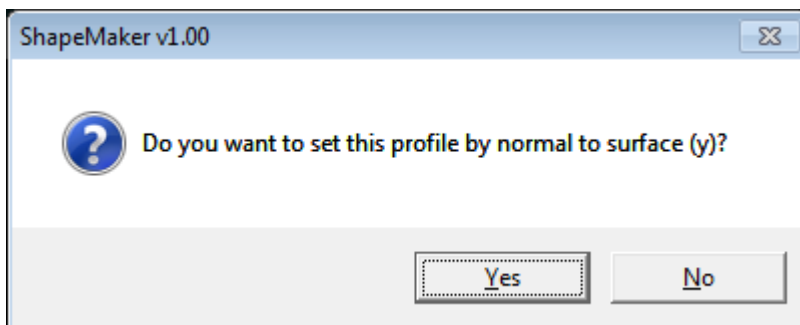 ShapeMaker v1.00
Do you want to set this profile by normal to surface (y)?
Yes
No